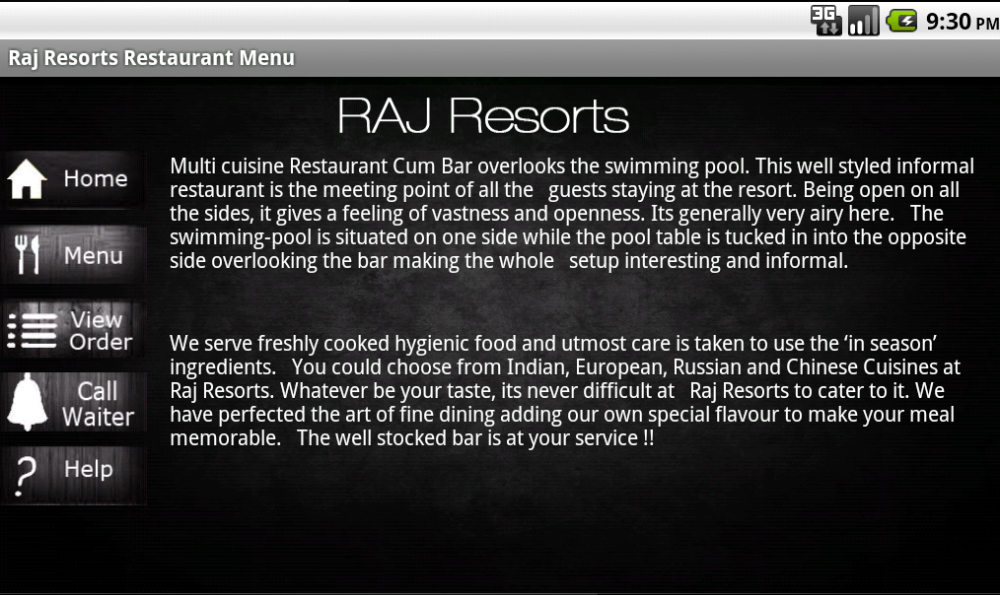 3G 9:30 PM
Raj Resorts Restaurant Menu
RAJ Resorts
Home
Menu
View
Order
Call
Waiter
Help
Multi cuisine Restaurant Cum Bar overlooks the swimming pool. This well styled informal
restaurant is the meeting point of all the   guests staying at the resort. Being open on all
the sides, it gives a feeling of vastness and openness. Its generally very airy here.   The
swimming-pool is situated on one side while the pool table is tucked in into the opposite
side overlooking the bar making the whole   setup interesting and informal.
We serve freshly cooked hygienic food and utmost care is taken to use the ‘in season’
ingredients.   You could choose from Indian, European, Russian and Chinese Cuisines at
Raj Resorts. Whatever be your taste, its never difficult at   Raj Resorts to cater to it. We
have perfected the art of fine dining adding our own special flavour to make your meal
memorable.   The well stocked bar is at your service !!